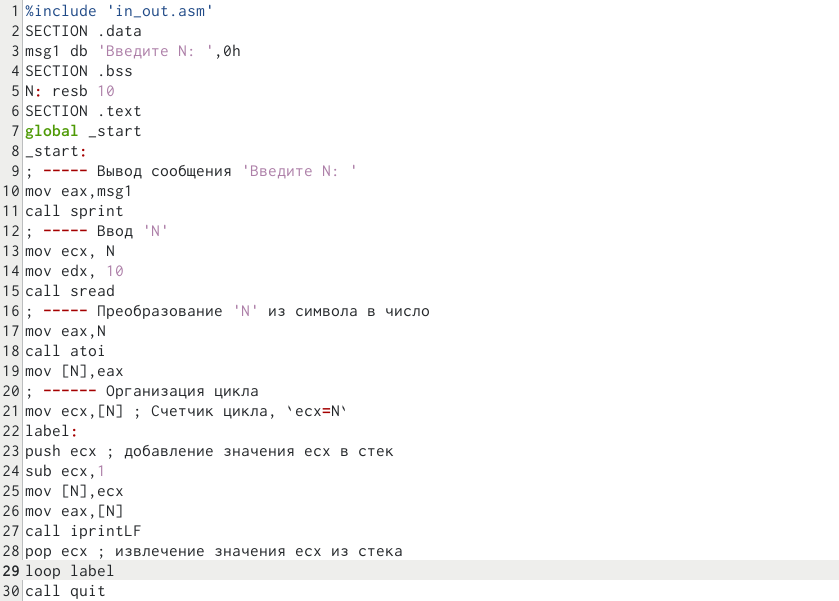 1 %include 'in_out.asm'
2 SECTION .data
3 msg1 db 'Введите N: ',0h
4 SECTION .bss
5 N: resb 10
6 SECTION .text
7 global _start
8 _start:
9 ; ----- Вывод сообщения 'Введите N: '
10 mov eax,msg1
11 call sprint
12 ; ----- Ввод 'N'
13 mov ecx, N
14 mov edx, 10
15 call sread
16 ; ----- Преобразование 'N' из символа в число
17 mov eax,N
18 call atoi
19 mov [N],eax
20 ; ------ Организация цикла
21 mov ecx,[N] ; Счетчик цикла, `ecx=N`
22 label:
23 push ecx ; добавление значения ecx в стек
24 sub ecx,1
25 mov [N],ecx
26 mov eax,[N]
27 call iprintLF
28 pop ecx ; извлечение значения ecx из стека
29 loop label
30 call quit